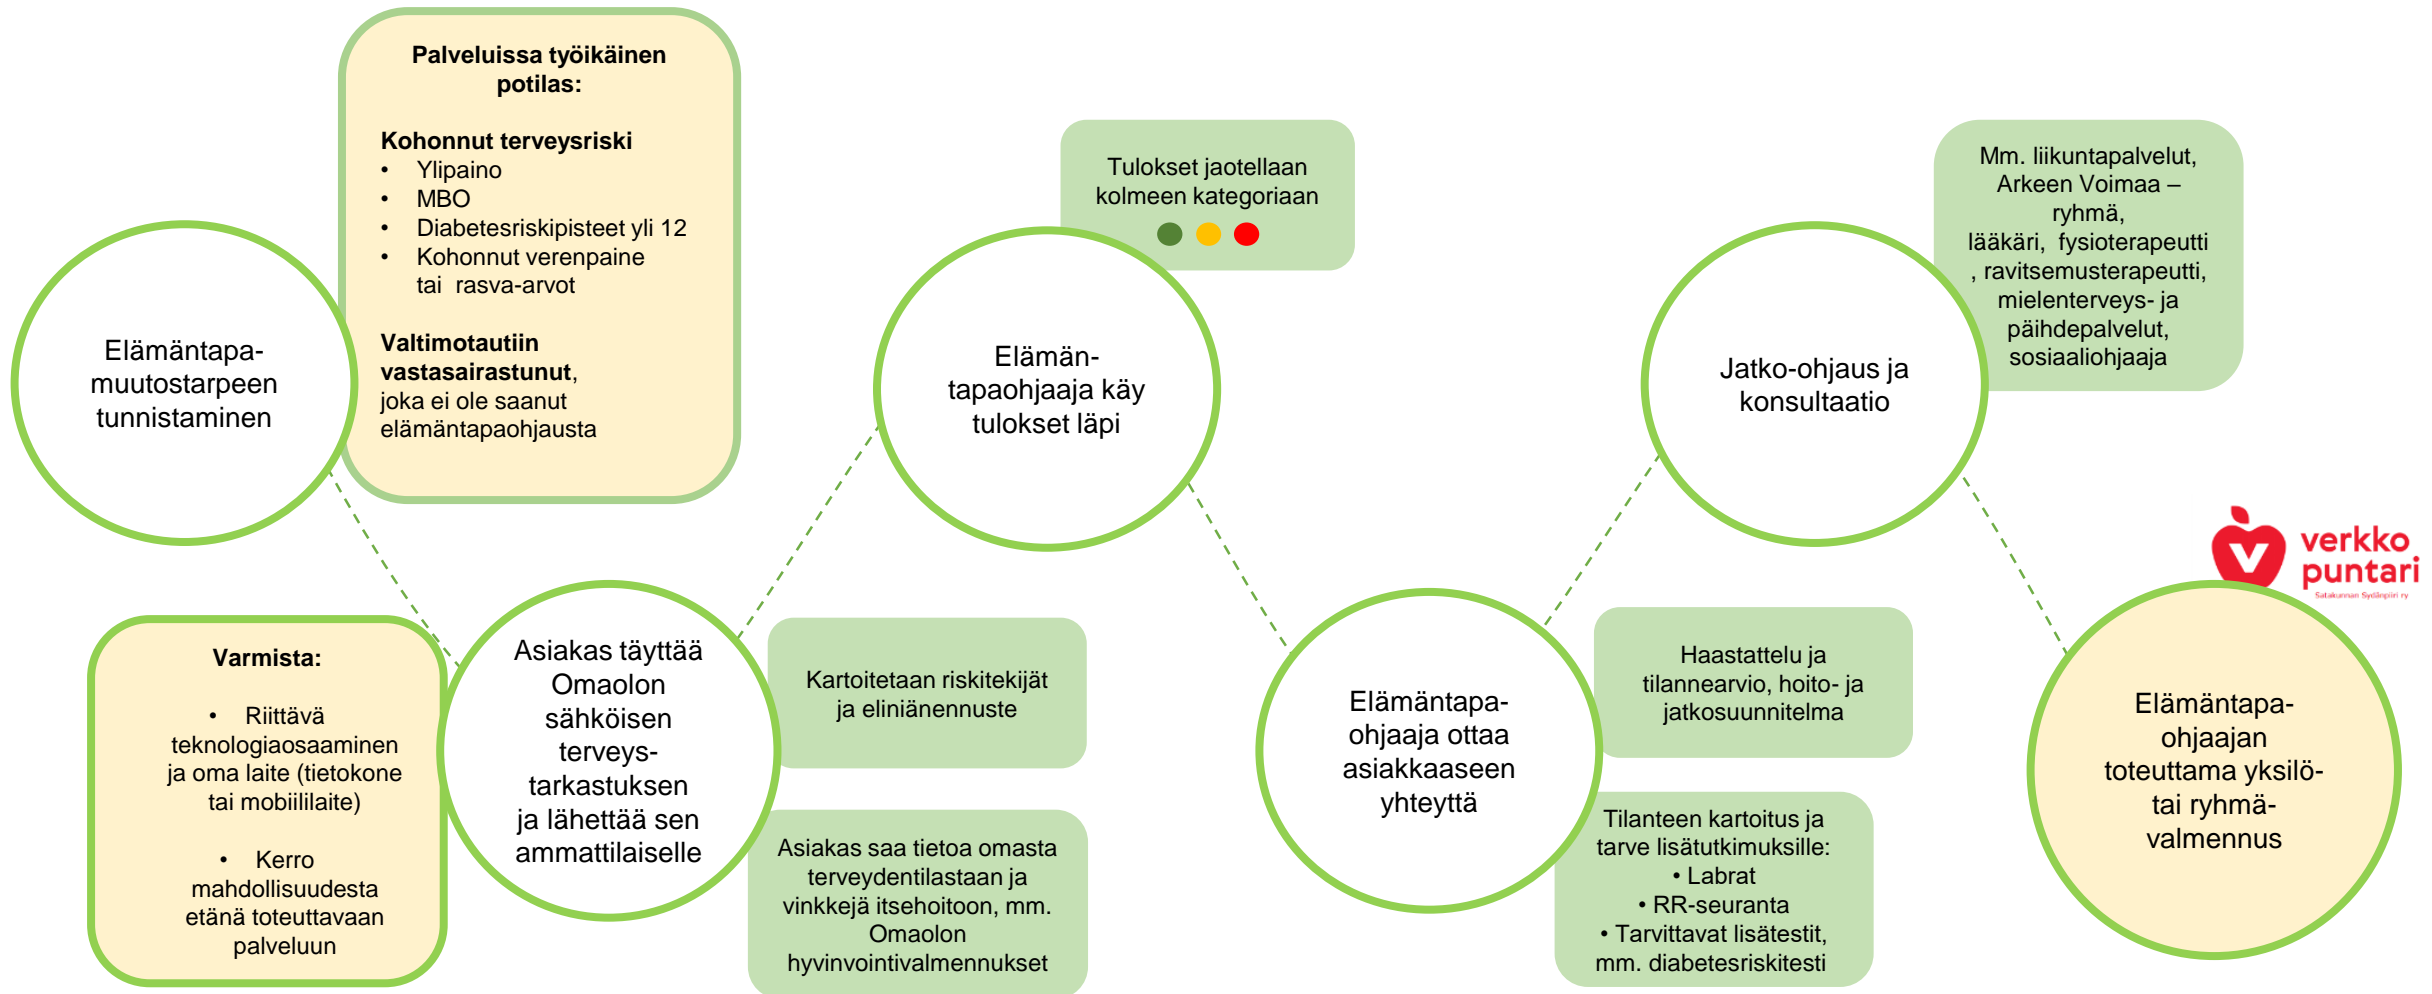 Palveluissa työikäinen
potilas:
Kohonnut terveysriski
• Ylipaino
• MBO
• Diabetesriskipisteet yli 12
• Kohonnut verenpaine
tai rasva-arvot
Valtimotautiin
vastasairastunut,
joka ei ole saanut
elämäntapaohjausta
Elämäntapa-
muutostarpeen
tunnistaminen
Varmista:
• Riittävä
teknologiaosaaminen
ja oma laite (tietokone
tai mobiililaite)
• Kerro
mahdollisuudesta
etänä toteuttavaan
palveluun
Asiakas täyttää
Omaolon
sähköisen
terveys-
tarkastuksen
ja lähettää sen
ammattilaiselle
Kartoitetaan riskitekijät
ja eliniänennuste
Asiakas saa tietoa omasta
terveydentilastaan ja
vinkkejä itsehoitoon, mm.
Omaolon
hyvinvointivalmennukset
Tulokset jaotellaan
kolmeen kategoriaan
Elämän-
tapaohjaaja käy
tulokset läpi
Elämäntapa-
ohjaaja ottaa
asiakkaaseen
yhteyttä
Haastattelu ja
tilannearvio, hoito- ja
jatkosuunnitelma
Tilanteen kartoitus ja
tarve lisätutkimuksille:
• Labrat
• RR-seuranta
• Tarvittavat lisätestit,
mm. diabetesriskitesti
Mm. liikuntapalvelut,
Arkeen Voimaa –
ryhmä,
lääkäri, fysioterapeutti
, ravitsemusterapeutti,
mielenterveys- ja
päihdepalvelut,
sosiaaliohjaaja
Jatko-ohjaus ja
konsultaatio
verkko
puntari
Satakunnan Sydänpiiri ry
Elämäntapa-
ohjaajan
toteuttama yksilö-
tai ryhmä-
valmennus